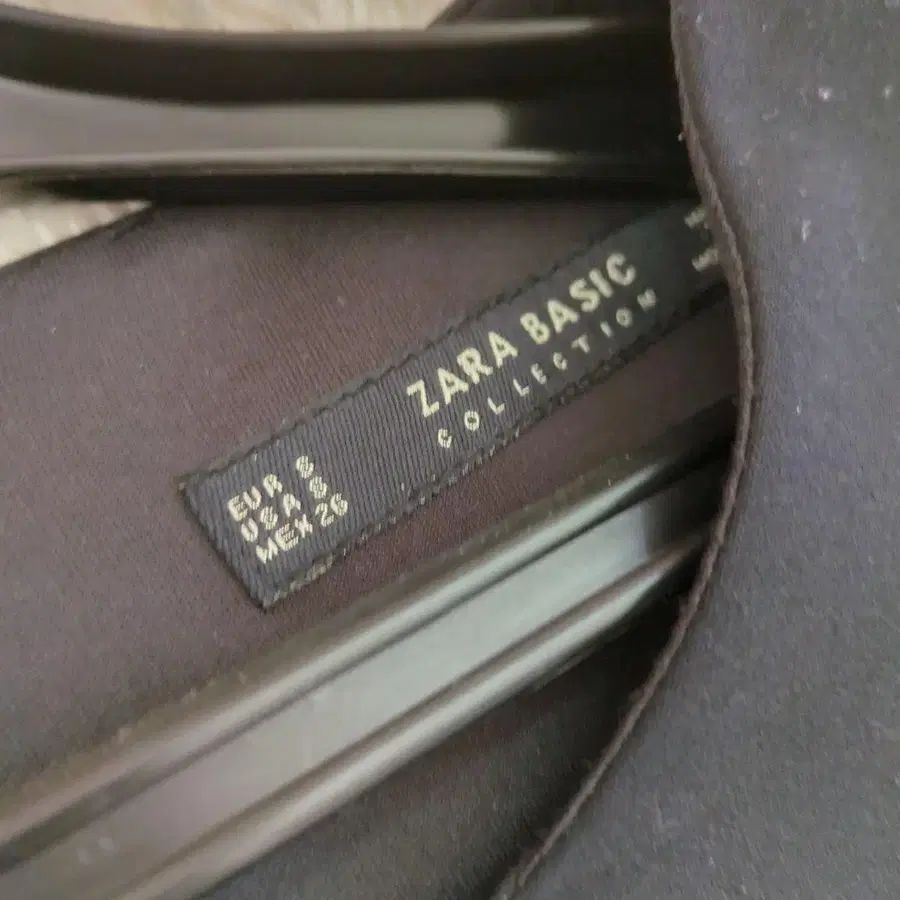 ZARA BASIC
COLLECTION
EUR S
USA S
MEX 26